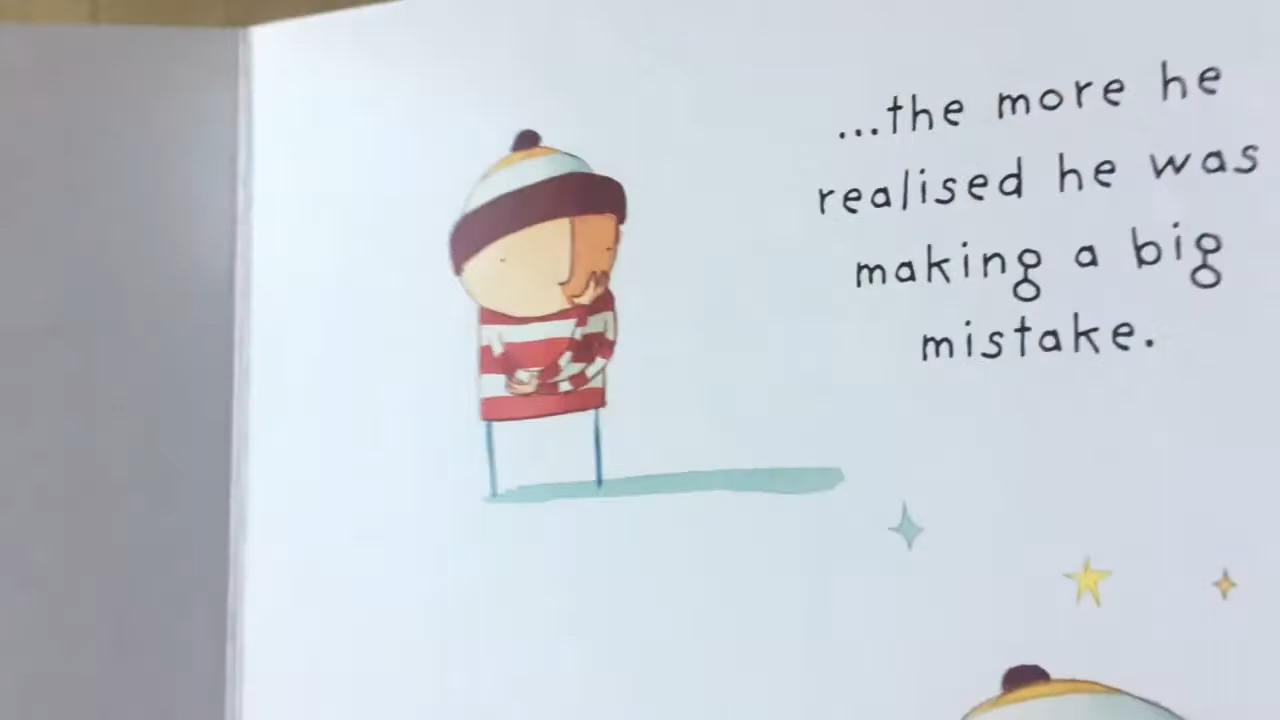 ...the more he
realised he was
making a big
mistake.